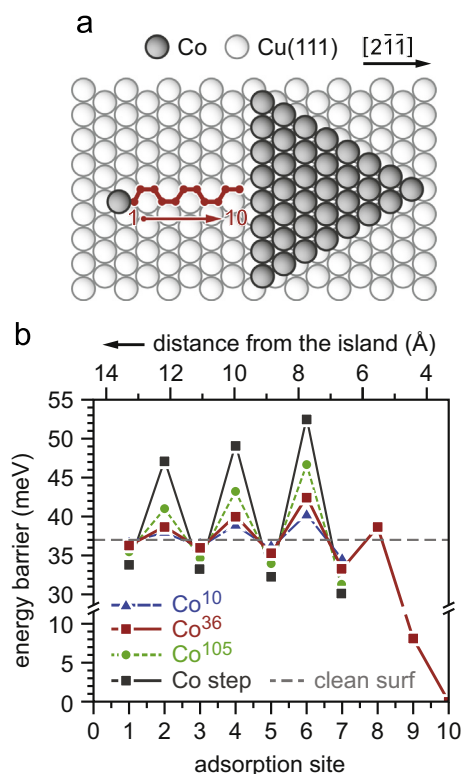 a
Co Cu(111) [21̄1̄]
1 10
b
distance from the island (Å)
14 12 10 8 6 4
55
50
45
40
35
30
10
5
0
energy barrier (meV)
Co¹⁰
Co³⁶
Co¹⁰⁵
Co step clean surf
0 1 2 3 4 5 6 7 8 9 10
adsorption site